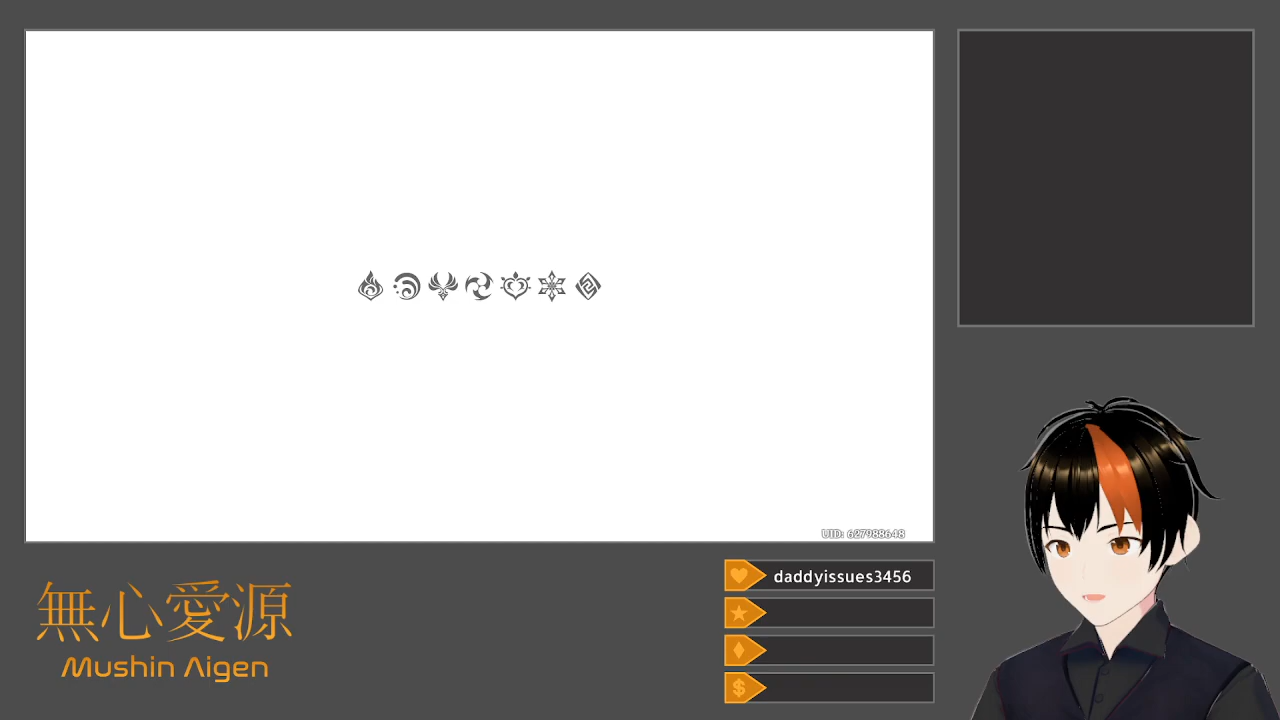 UID: 627988648
daddyissues3456
無心愛源
Mushin Aigen
$